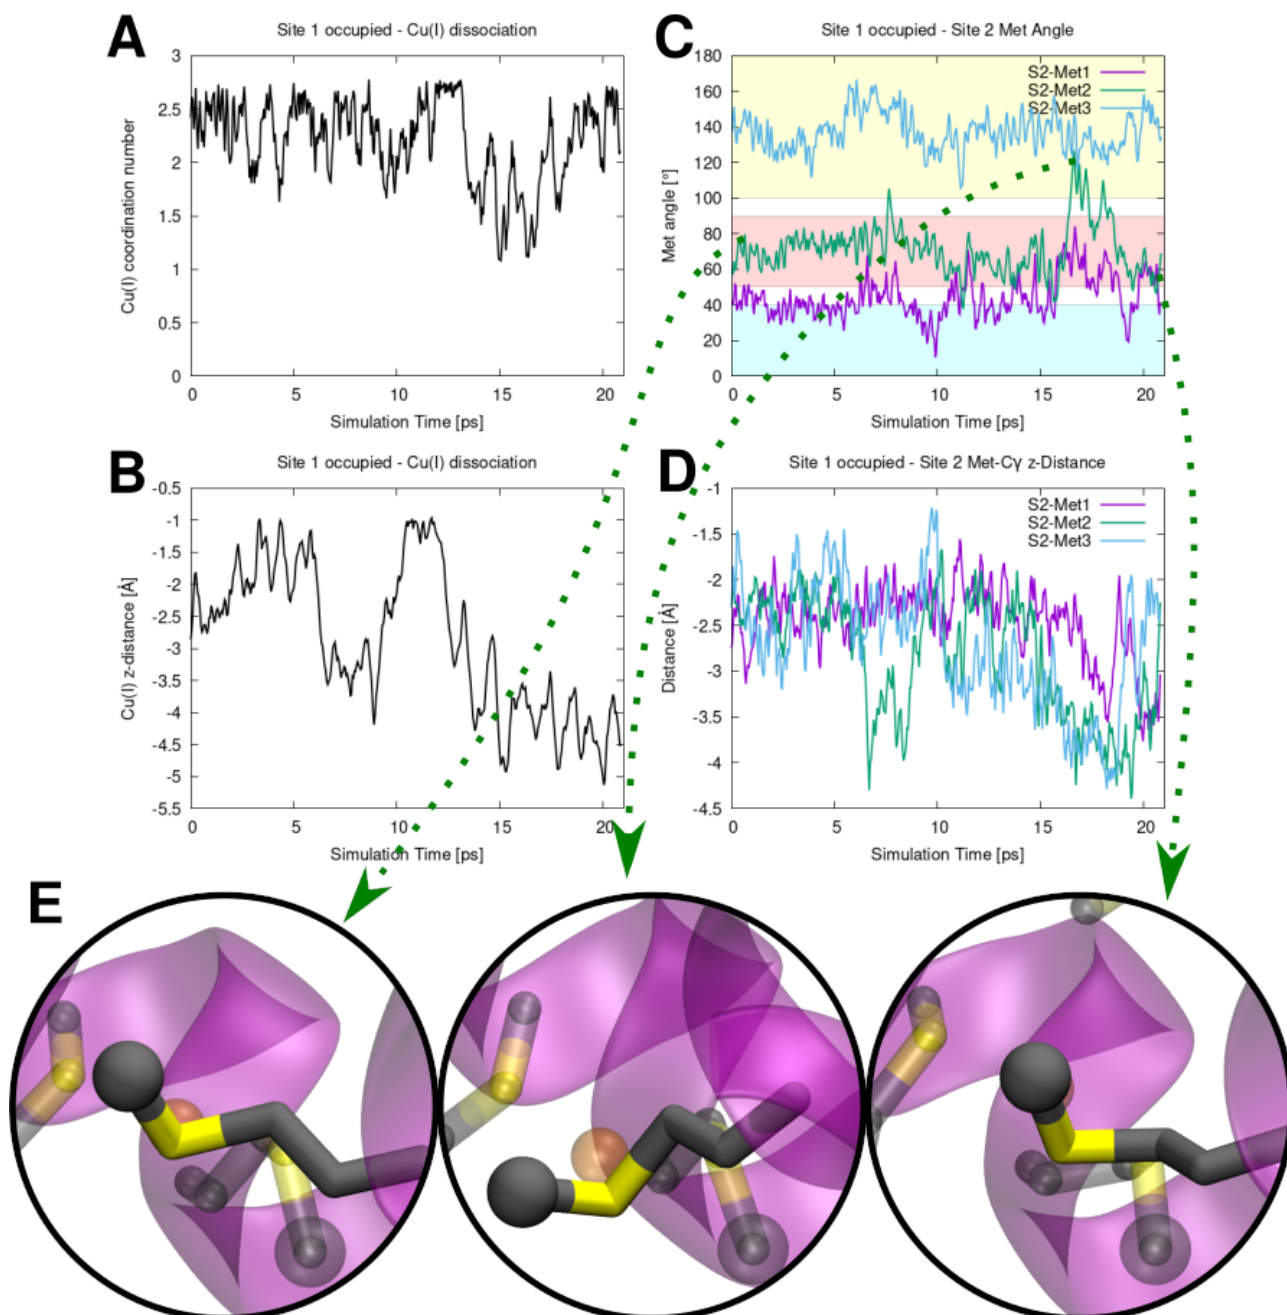 A
Site 1 occupied - Cu(I) dissociation
3
2.5
2
1.5
1
0.5
0
Cu(I) coordination number
0 5 10 15 20
Simulation Time [ps]
C
Site 1 occupied - Site 2 Met Angle
S2-Met1
S2-Met2
S2-Met3
180
160
140
120
100
80
60
40
20
0
Met angle [°]
0 5 10 15 20
Simulation Time [ps]
B
Site 1 occupied - Cu(I) dissociation
-0.5
-1
-1.5
-2
-2.5
-3
-3.5
-4
-4.5
-5
-5.5
Cu(I) z-distance [Å]
0 5 10 15 20
Simulation Time [ps]
D
Site 1 occupied - Site 2 Met-Cγ z-Distance
S2-Met1
S2-Met2
S2-Met3
-1
-1.5
-2
-2.5
-3
-3.5
-4
-4.5
Distance [Å]
0 5 10 15 20
Simulation Time [ps]
E